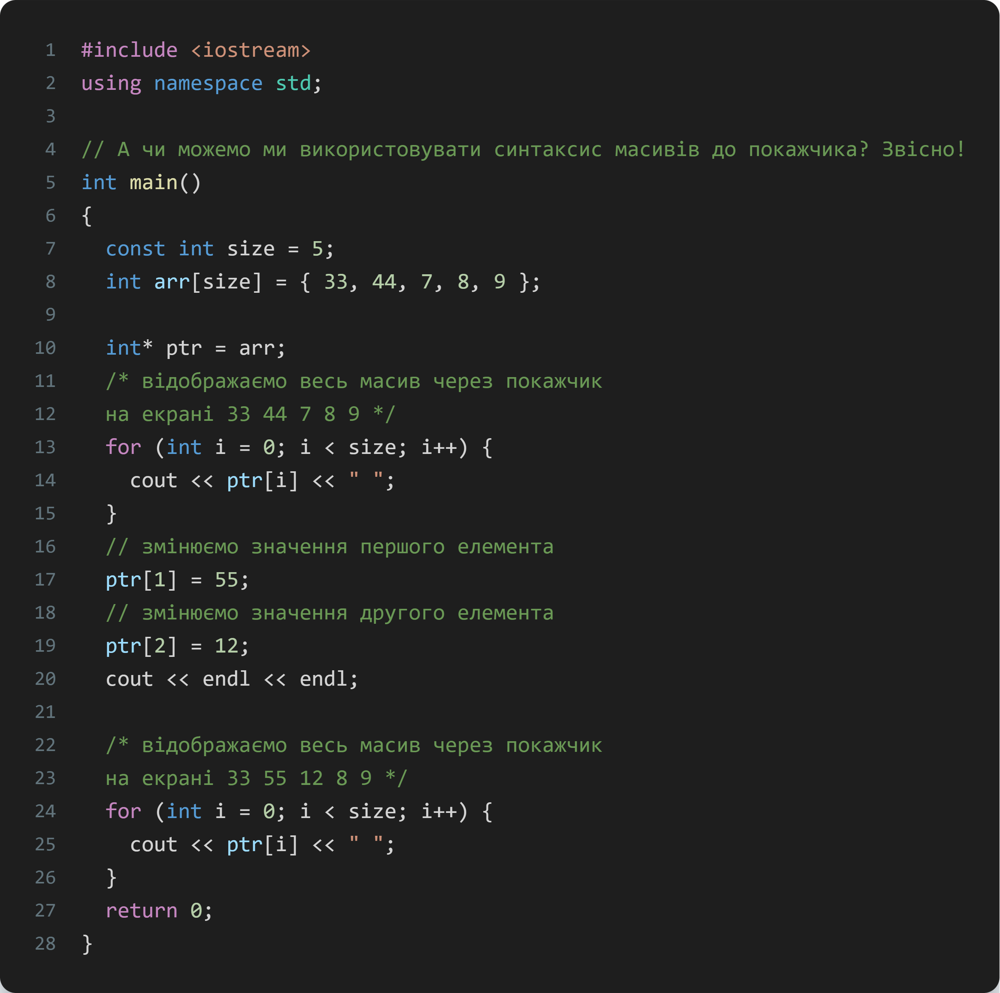 1 #include <iostream>
2 using namespace std;
3
4 // А чи можемо ми використовувати синтаксис масивів до покажчика? Звісно!
5 int main()
6 {
7   const int size = 5;
8   int arr[size] = { 33, 44, 7, 8, 9 };
9
10   int* ptr = arr;
11   /* відображаємо весь масив через покажчик
12   на екрані 33 44 7 8 9 */
13   for (int i = 0; i < size; i++) {
14     cout << ptr[i] << " ";
15   }
16   // змінюємо значення першого елемента
17   ptr[1] = 55;
18   // змінюємо значення другого елемента
19   ptr[2] = 12;
20   cout << endl << endl;
21
22   /* відображаємо весь масив через покажчик
23   на екрані 33 55 12 8 9 */
24   for (int i = 0; i < size; i++) {
25     cout << ptr[i] << " ";
26   }
27   return 0;
28 }